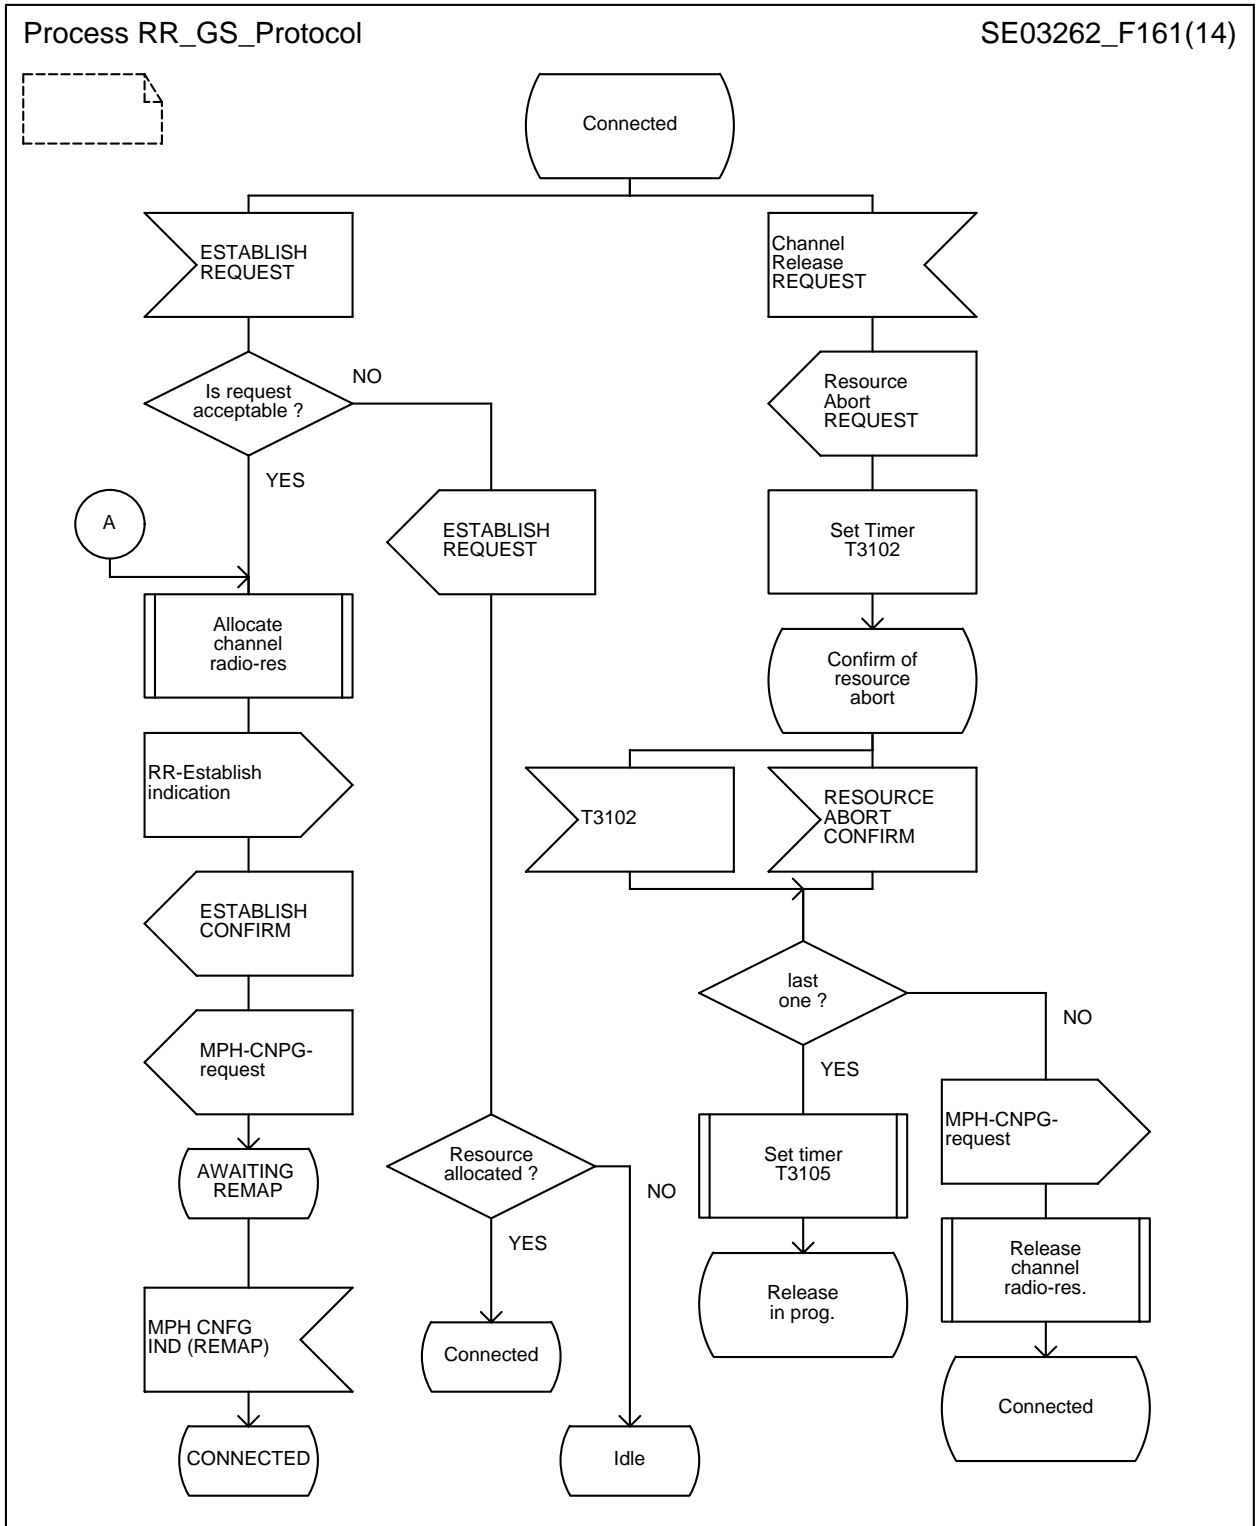 Process RR_GS_Protocol
SE03262_F161(14)
Connected
ESTABLISH
REQUEST
Channel
Release
REQUEST
Is request
acceptable ?
NO
YES
Resource
Abort
REQUEST
A
ESTABLISH
REQUEST
Set Timer
T3102
Allocate
channel
radio-res
Confirm of
resource
abort
RR-Establish
indication
T3102
RESOURCE
ABORT
CONFIRM
ESTABLISH
CONFIRM
last
one ?
NO
YES
MPH-CNPG-
request
MPH-CNPG-
request
AWAITING
REMAP
Resource
allocated ?
NO
YES
Set timer
T3105
Release
channel
radio-res.
Release
in prog.
MPH CNFG
IND (REMAP)
Connected
Connected
CONNECTED
Idle